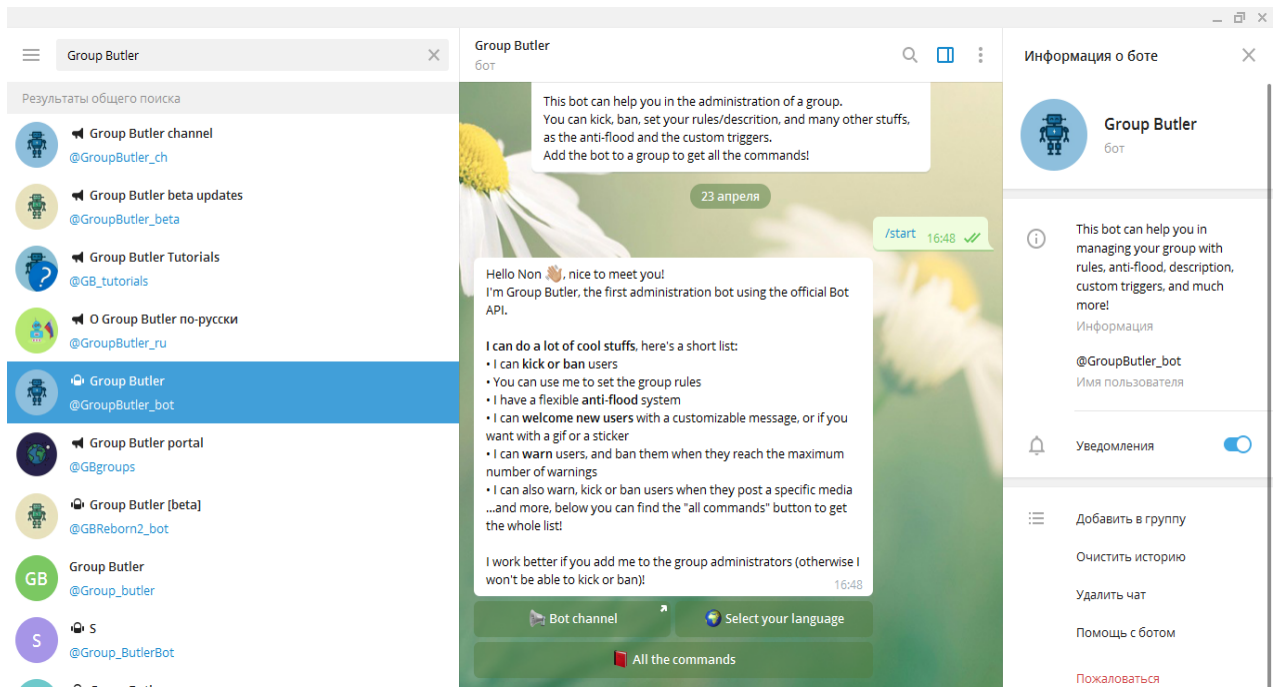 Group Butler
Результаты общего поиска
Group Butler channel
@GroupButler_ch
Group Butler beta updates
@GroupButler_beta
Group Butler Tutorials
@GB_tutorials
О Group Butler по-русски
@GroupButler_ru
Group Butler
@GroupButler_bot
Group Butler portal
@GBgroups
Group Butler [beta]
@GBReborn2_bot
GB
Group Butler
@Group_butler
S
S
@Group_ButlerBot
Group Butler
бот
This bot can help you in the administration of a group.
You can kick, ban, set your rules/descrition, and many other stuffs,
as the anti-flood and the custom triggers.
Add the bot to a group to get all the commands!
23 апреля
/start 16:48
Hello Non 👋🏼, nice to meet you!
I'm Group Butler, the first administration bot using the official Bot
API.
I can do a lot of cool stuffs, here's a short list:
• I can kick or ban users
• You can use me to set the group rules
• I have a flexible anti-flood system
• I can welcome new users with a customizable message, or if you
want with a gif or a sticker
• I can warn users, and ban them when they reach the maximum
number of warnings
• I can also warn, kick or ban users when they post a specific media
...and more, below you can find the "all commands" button to get
the whole list!
I work better if you add me to the group administrators (otherwise I
won't be able to kick or ban)!
16:48
Bot channel
Select your language
All the commands
Информация о боте
Group Butler
бот
This bot can help you in
managing your group with
rules, anti-flood, description,
custom triggers, and much
more!
Информация
@GroupButler_bot
Имя пользователя
Уведомления
Добавить в группу
Очистить историю
Удалить чат
Помощь с ботом
Пожаловаться